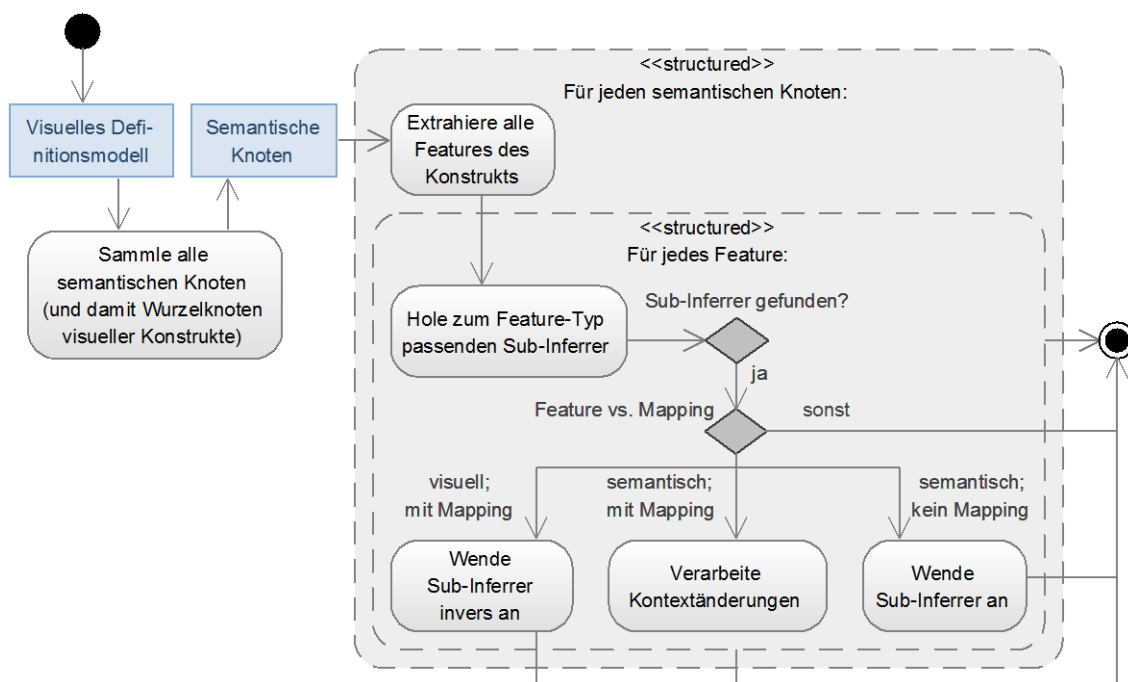 Visuelles Defi-
nitionsmodell
Semantische
Knoten
Sammle alle
semantischen Knoten
(und damit Wurzelknoten
visueller Konstrukte)
<<structured>>
Für jeden semantischen Knoten:
Extrahiere alle
Features des
Konstrukts
<<structured>>
Für jedes Feature:
Hole zum Feature-Typ
passenden Sub-Inferrer
Sub-Inferrer gefunden?
ja
Feature vs. Mapping
sonst
visuell;
mit Mapping
semantisch;
mit Mapping
semantisch;
kein Mapping
Wende
Sub-Inferrer
invers an
Verarbeite
Kontextänderungen
Wende
Sub-Inferrer an